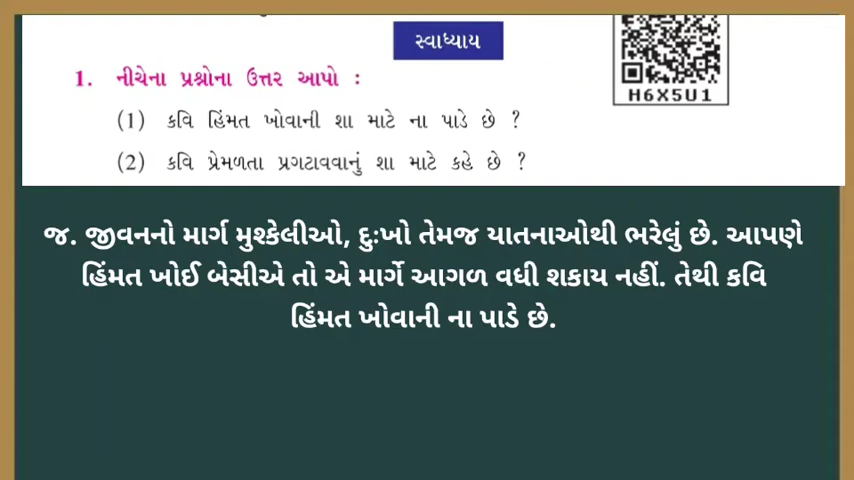 સ્વાધ્યાય
1. નીચેના પ્રશ્નોના ઉત્તર આપો :
H6X5U1
(1) કવિ હિંમત ખોવાની શા માટે ના પાડે છે ?
(2) કવિ પ્રેમળતા પ્રગટાવવાનું શા માટે કહે છે ?
જ. જીવનનો માર્ગ મુશ્કેલીઓ, દુઃખો તેમજ યાતનાઓથી ભરેલું છે. આપણે
હિંમત ખોઈ બેસીએ તો એ માર્ગે આગળ વધી શકાય નહીં. તેથી કવિ
હિંમત ખોવાની ના પાડે છે.